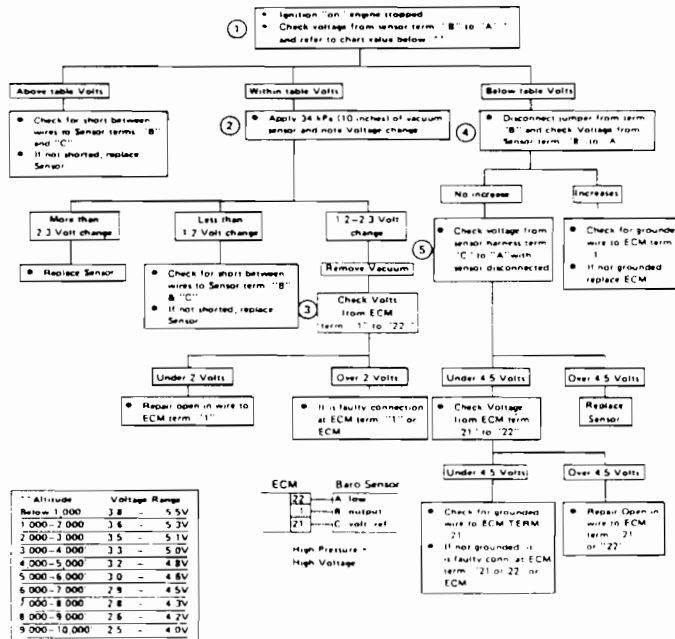 1
• Ignition "on" engine stopped
• Check voltage from sensor term "B" to "A"
and refer to chart value below **
Above table Volts
Within table Volts
Below table Volts
• Check for short between
wires to Sensor terms "B"
and "C"
• If not shorted, replace
Sensor
2
• Apply 34 kPa (10 inches) of vacuum
sensor and note Voltage change
4
• Disconnect jumper from term
"B" and check Voltage from
Sensor term "B" to "A"
No increase
Increases
More than
2.3 Volt change
Less than
1.2 Volt change
1.2–2.3 Volt
change
5
• Check voltage from
sensor harness term
"C" to "A" with
sensor disconnected
• Check for grounded
wire to ECM term
1
• If not grounded
replace ECM
• Replace Sensor
• Check for short between
wires to Sensor term "B"
& "C"
• If not shorted, replace
Sensor
Remove Vacuum
3
Check Volts
from ECM
term "1" to "22"
Under 2 Volts
Over 2 Volts
Under 4.5 Volts
Over 4.5 Volts
• Repair open in wire to
ECM term "1"
• It is faulty connection
at ECM term "1" or
ECM
• Check Voltage
from ECM term
"21" to "22"
Replace
Sensor
Under 4.5 Volts
Over 4.5 Volts
• Check for grounded
wire to ECM TERM
21
• If not grounded it
is faulty conn at ECM
term "21 or 22" or
ECM
• Repair Open in
wire to ECM
term 21
or "22"
ECM Baro Sensor
22 A low
1 B output
21 C volt ref
High Pressure =
High Voltage
** Altitude Voltage Range
Below 1,000 3.8 - 5.5V
1,000–2,000 3.6 - 5.3V
2,000–3,000 3.5 - 5.1V
3,000–4,000' 3.3 - 5.0V
4,000–5,000' 3.2 - 4.8V
5,000–6,000' 3.0 - 4.6V
6,000–7,000' 2.9 - 4.5V
7,000–8,000 2.8 - 4.3V
8,000–9,000' 2.6 - 4.2V
9,000–10,000' 2.5 - 4.0V